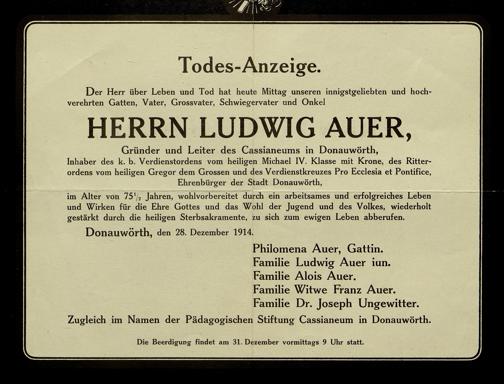 Todes-Anzeige.
Der Herr über Leben und Tod hat heute Mittag unseren innigstgeliebten und hoch-
verehrten Gatten, Vater, Grossvater, Schwiegervater und Onkel
HERRN LUDWIG AUER,
Gründer und Leiter des Cassianeums in Donauwörth,
Inhaber des k. b. Verdienstordens vom heiligen Michael IV. Klasse mit Krone, des Ritter-
ordens vom heiligen Gregor dem Grossen und des Verdienstkreuzes Pro Ecclesia et Pontifice,
Ehrenbürger der Stadt Donauwörth,
im Alter von 75½ Jahren, wohlvorbereitet durch ein arbeitsames und erfolgreiches Leben
und Wirken für die Ehre Gottes und das Wohl der Jugend und des Volkes, wiederholt
gestärkt durch die heiligen Sterbsakramente, zu sich zum ewigen Leben abberufen.
Donauwörth, den 28. Dezember 1914.
Philomena Auer, Gattin.
Familie Ludwig Auer iun.
Familie Alois Auer.
Familie Witwe Franz Auer.
Familie Dr. Joseph Ungewitter.
Zugleich im Namen der Pädagogischen Stiftung Cassianeum in Donauwörth.
Die Beerdigung findet am 31. Dezember vormittags 9 Uhr statt.